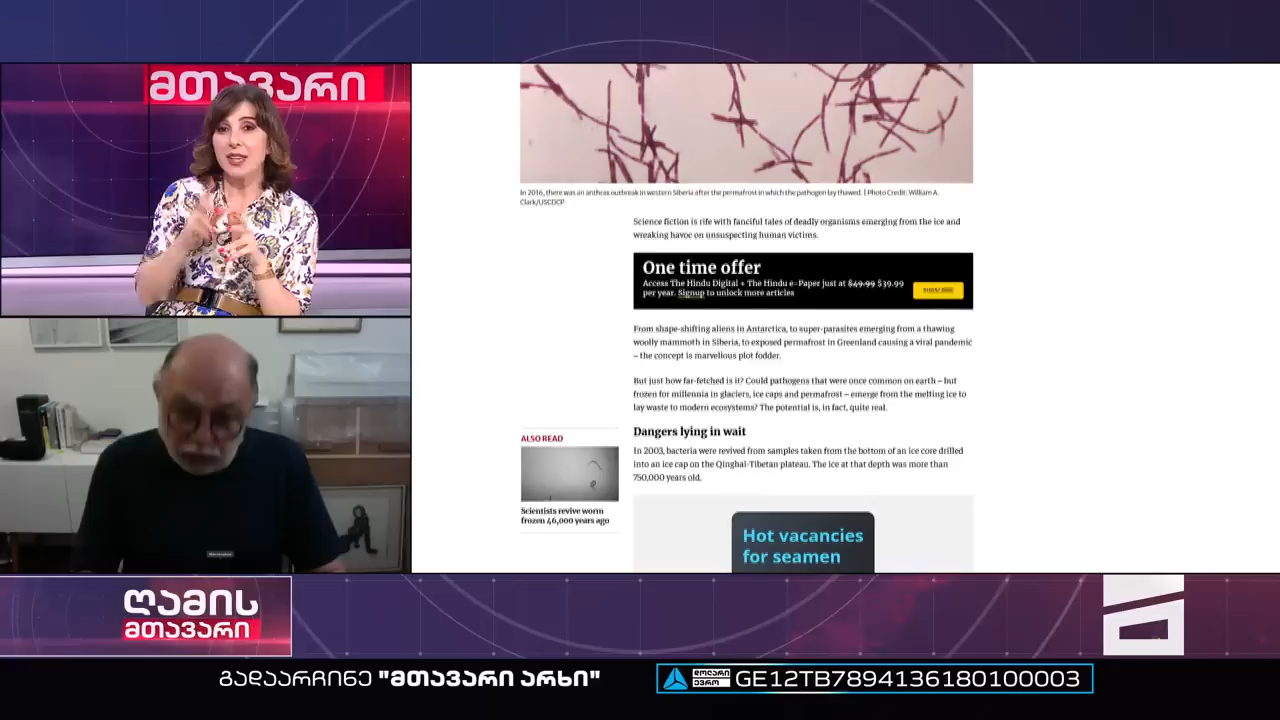 მთავარი
In 2016, there was an anthrax outbreak in western Siberia after the permafrost in which the pathogen lay thawed. | Photo Credit: William A.
Clark/USCDCP
Science fiction is rife with fanciful tales of deadly organisms emerging from the ice and
wreaking havoc on unsuspecting human victims.
One time offer
Access The Hindu Digital + The Hindu e-Paper just at $49.99 $39.99
per year. Signup to unlock more articles
From shape-shifting aliens in Antarctica, to super-parasites emerging from a thawing
woolly mammoth in Siberia, to exposed permafrost in Greenland causing a viral pandemic
– the concept is marvellous plot fodder.
But just how far-fetched is it? Could pathogens that were once common on earth – but
frozen for millennia in glaciers, ice caps and permafrost – emerge from the melting ice to
lay waste to modern ecosystems? The potential is, in fact, quite real.
ALSO READ
Scientists revive worm
frozen 46,000 years ago
Dangers lying in wait
In 2003, bacteria were revived from samples taken from the bottom of an ice core drilled
into an ice cap on the Qinghai-Tibetan plateau. The ice at that depth was more than
750,000 years old.
Hot vacancies
for seamen
ღამის
მთავარი
გადაარჩინე "მთავარი არხი"
დოლარი
ევრო
GE12TB7894136180100003